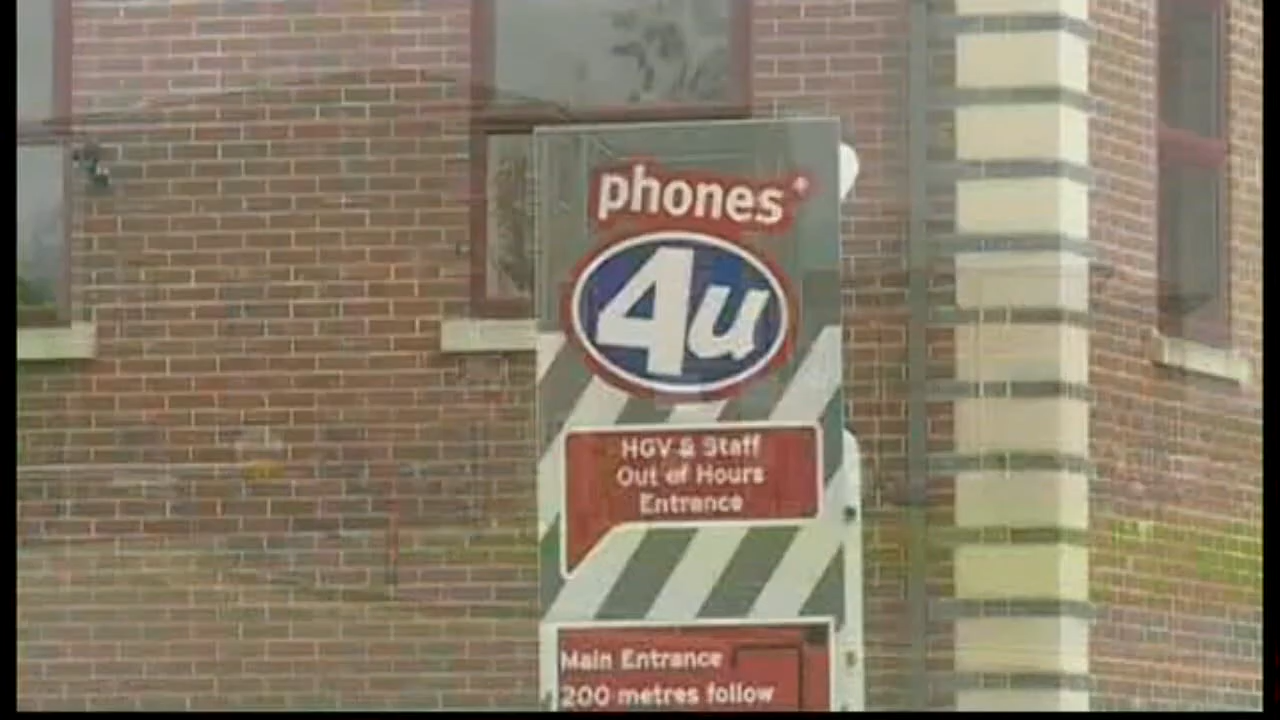 phones
4u
HGV & Staff
Out of Hours
Entrance
Main Entrance
200 metres follow